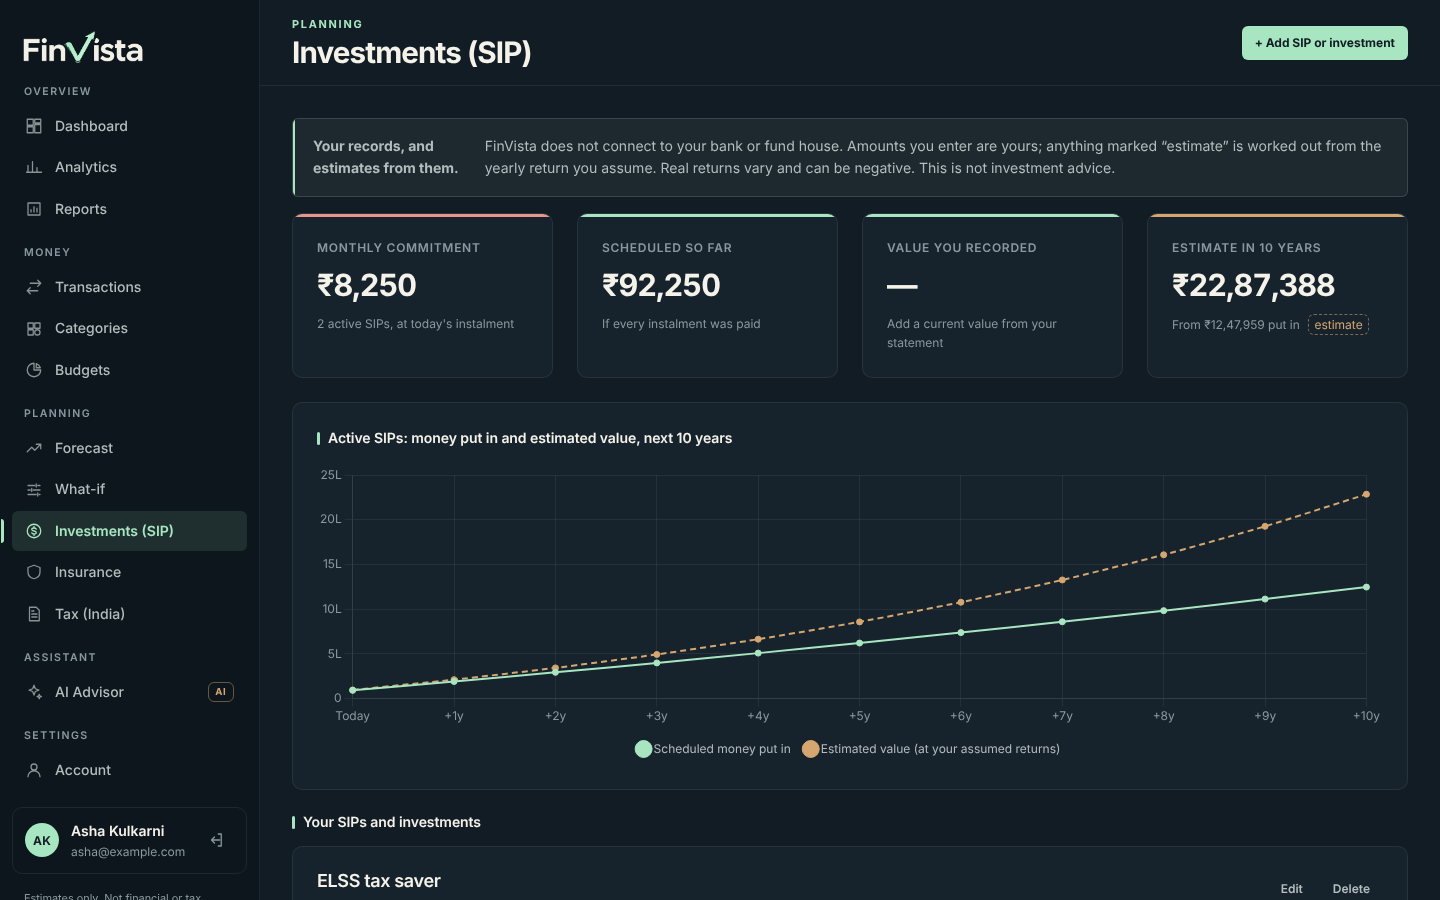 FinVista
OVERVIEW
Dashboard
Analytics
Reports
MONEY
Transactions
Categories
Budgets
PLANNING
Forecast
What-if
Investments (SIP)
Insurance
Tax (India)
ASSISTANT
AI Advisor AI
SETTINGS
Account
AK Asha Kulkarni
asha@example.com
Estimates only. Not financial or tax
PLANNING
Investments (SIP)
+ Add SIP or investment
Your records, and
estimates from them.
FinVista does not connect to your bank or fund house. Amounts you enter are yours; anything marked “estimate” is worked out from the
yearly return you assume. Real returns vary and can be negative. This is not investment advice.
MONTHLY COMMITMENT
₹8,250
2 active SIPs, at today's instalment
SCHEDULED SO FAR
₹92,250
If every instalment was paid
VALUE YOU RECORDED
—
Add a current value from your
statement
ESTIMATE IN 10 YEARS
₹22,87,388
From ₹12,47,959 put in estimate
Active SIPs: money put in and estimated value, next 10 years
25L
20L
15L
10L
5L
0
Today +1y +2y +3y +4y +5y +6y +7y +8y +9y +10y
Scheduled money put in Estimated value (at your assumed returns)
Your SIPs and investments
ELSS tax saver
Edit Delete